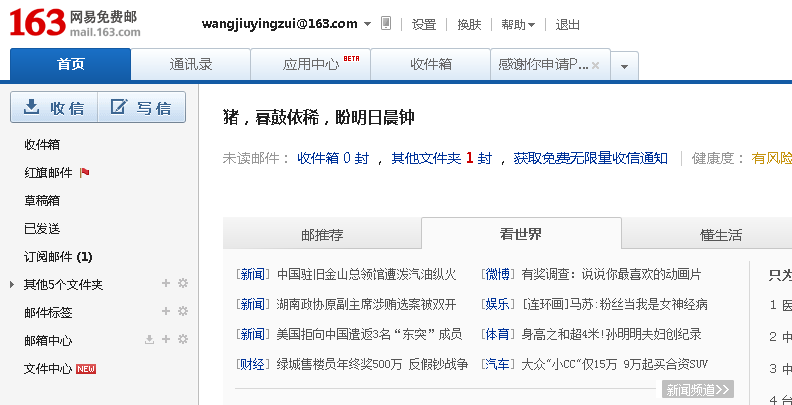 163 网易免费邮
mail.163.com
wangjiuyingzui@163.com
设置 换肤 帮助 退出
首页 通讯录 应用中心 BETA 收件箱 感谢你申请P...
收信 写信
猪，暮鼓依稀，盼明日晨钟
未读邮件： 收件箱 0 封 ， 其他文件夹 1 封 ， 获取免费无限量收信通知 健康度： 有风险
收件箱
红旗邮件
草稿箱
已发送
订阅邮件 (1)
其他5个文件夹
邮件标签
邮箱中心
文件中心 NEW
邮推荐 看世界 懂生活
[新闻] 中国驻旧金山总领馆遭泼汽油纵火 [微博] 有奖调查：说说你最喜欢的动画片
[新闻] 湖南政协原副主席涉贿选案被双开 [娱乐] [连环画]马苏:粉丝当我是女神经病
[新闻] 美国拒向中国遣返3名“东突”成员 [体育] 身高之和超4米!孙明明夫妇创纪录
[财经] 绿城售楼员年终奖500万 反假钞战争 [汽车] 大众“小CC”仅15万 9万起买合资SUV
新闻频道>>
只为
1 医
2 中
3 中
4 台